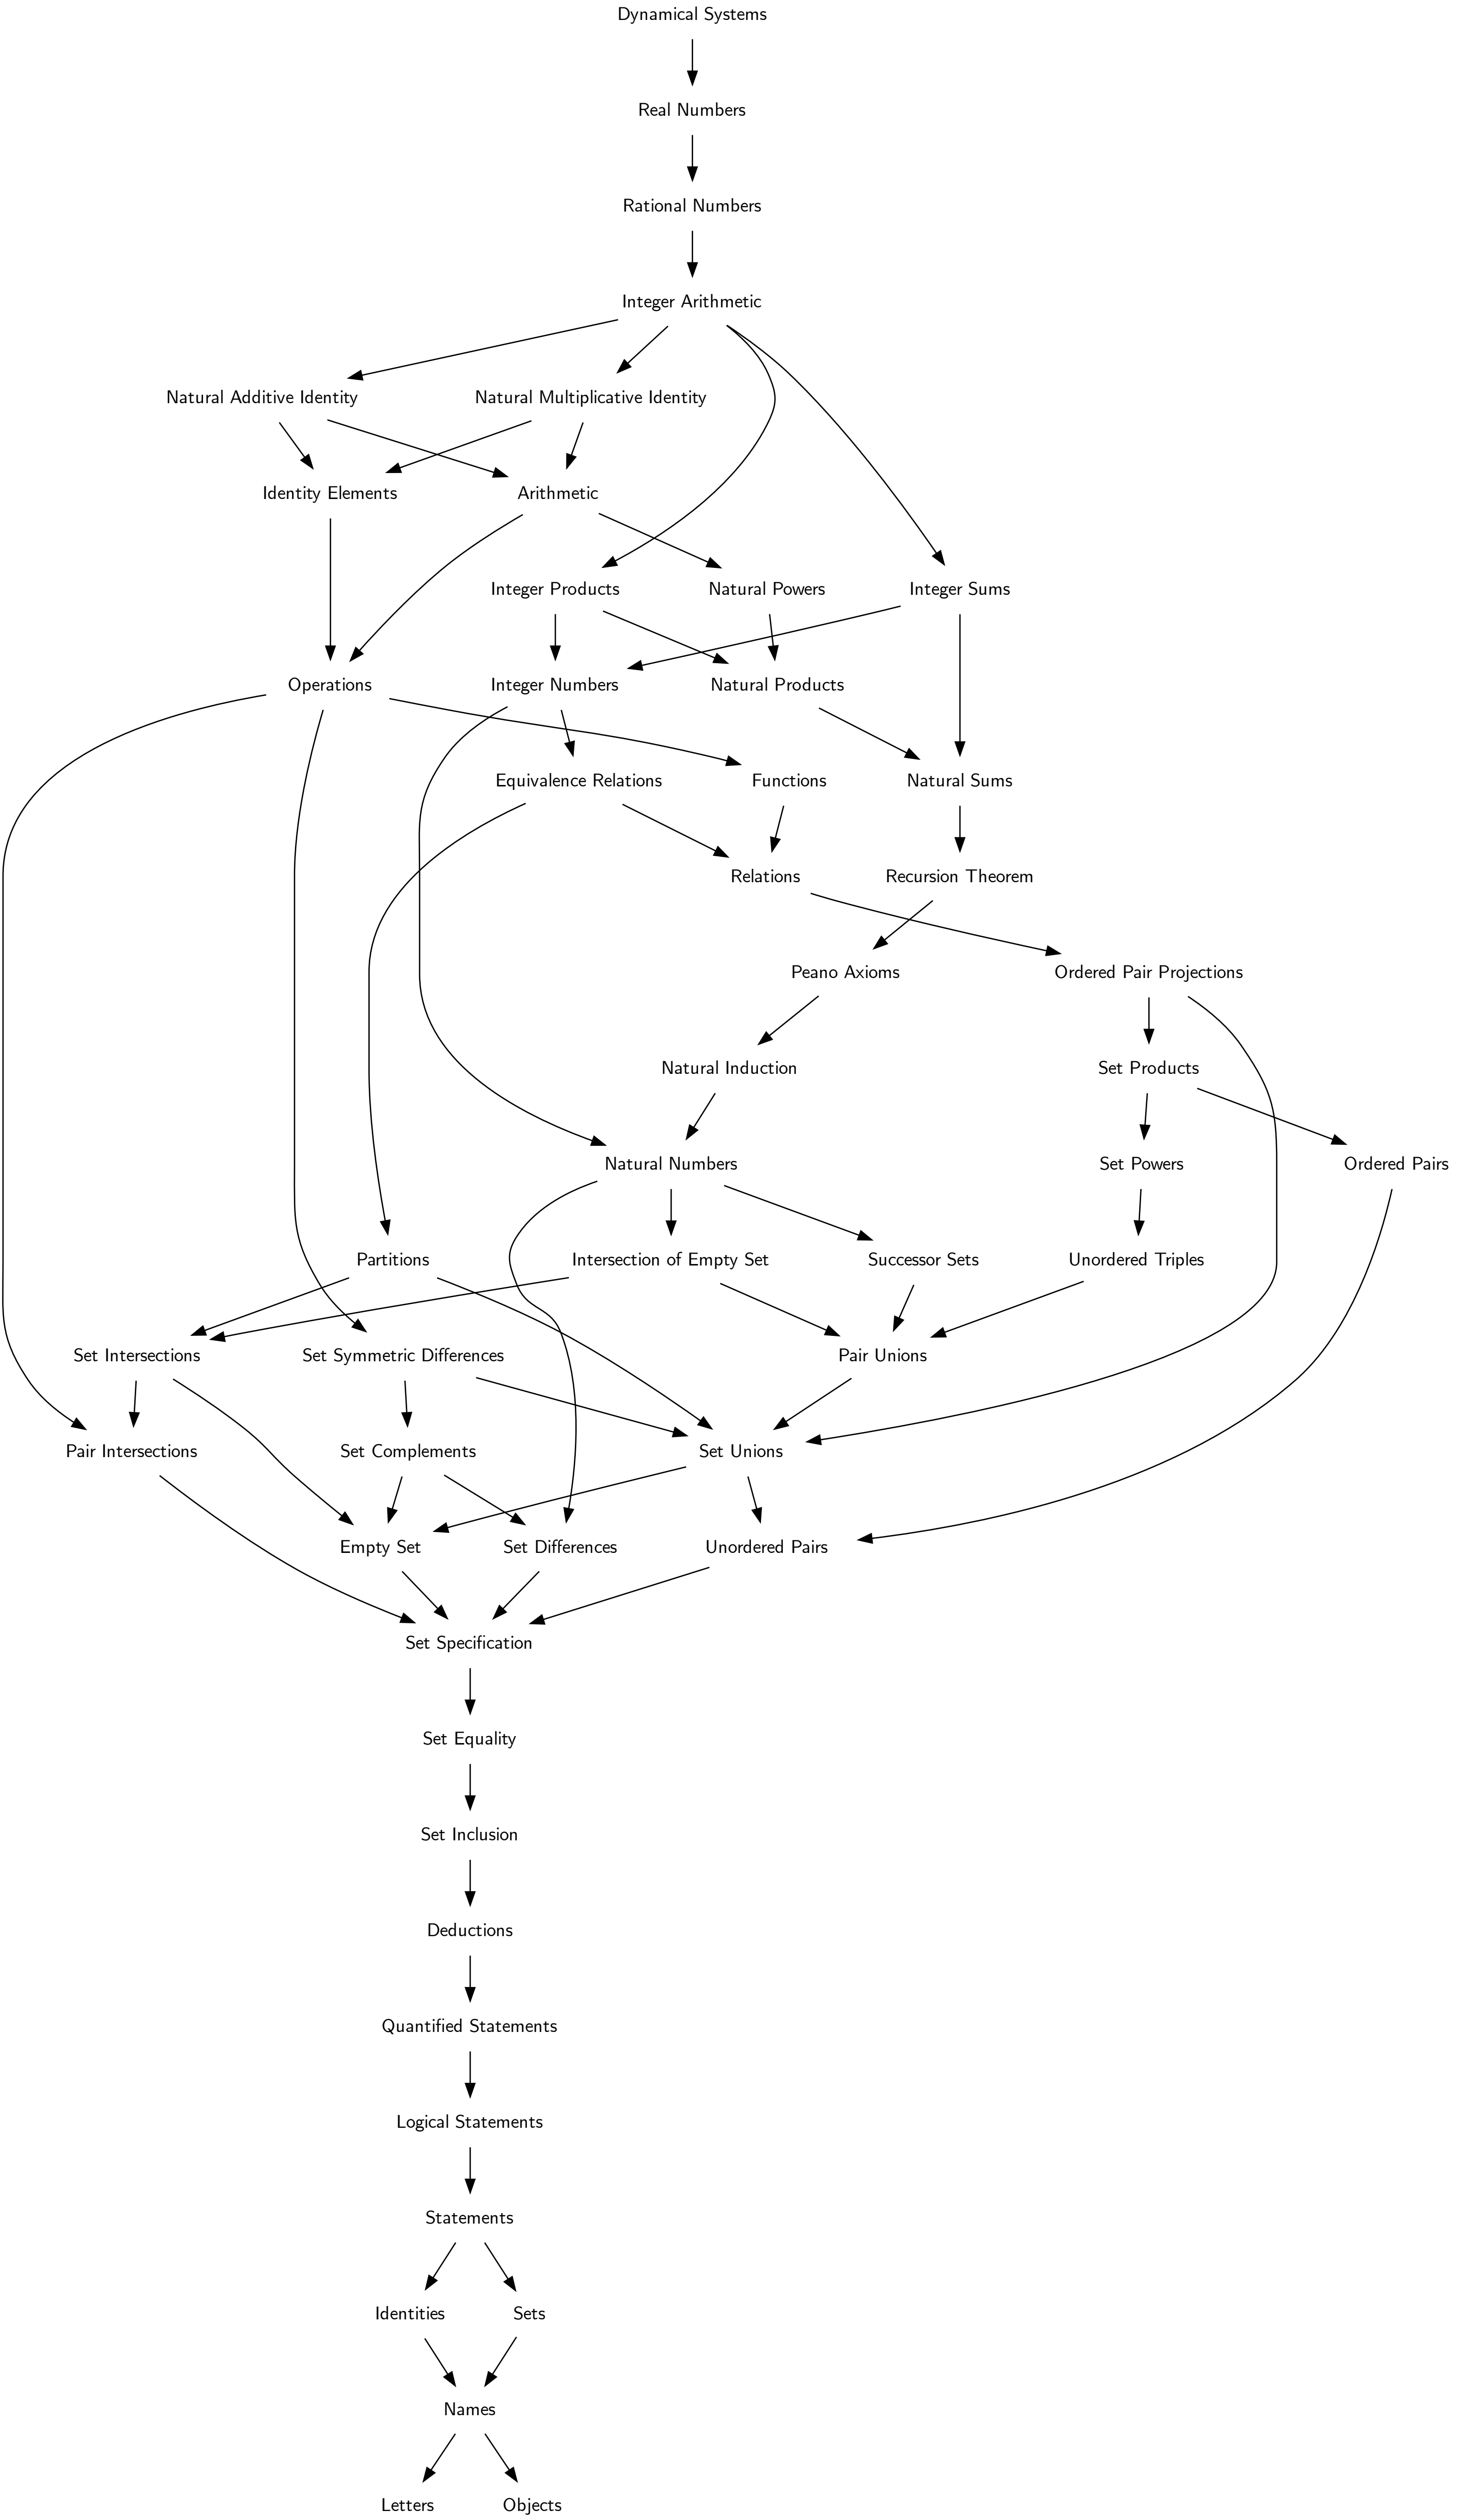 Dynamical Systems
Real Numbers
Rational Numbers
Integer Arithmetic
Natural Additive Identity
Natural Multiplicative Identity
Identity Elements
Arithmetic
Integer Products
Natural Powers
Integer Sums
Operations
Integer Numbers
Natural Products
Equivalence Relations
Functions
Natural Sums
Relations
Recursion Theorem
Peano Axioms
Ordered Pair Projections
Natural Induction
Set Products
Natural Numbers
Set Powers
Ordered Pairs
Partitions
Intersection of Empty Set
Successor Sets
Unordered Triples
Set Intersections
Set Symmetric Differences
Pair Unions
Pair Intersections
Set Complements
Set Unions
Empty Set
Set Differences
Unordered Pairs
Set Specification
Set Equality
Set Inclusion
Deductions
Quantified Statements
Logical Statements
Statements
Identities
Sets
Names
Letters
Objects